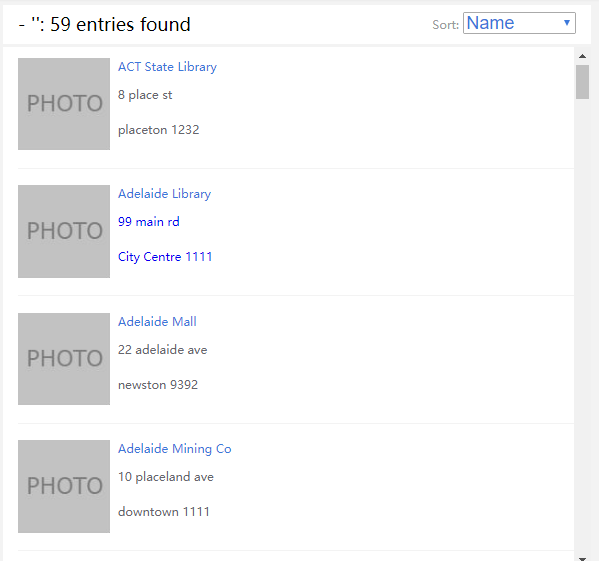 - '': 59 entries found
Sort: Name
PHOTO
ACT State Library
8 place st
placeton 1232
PHOTO
Adelaide Library
99 main rd
City Centre 1111
PHOTO
Adelaide Mall
22 adelaide ave
newston 9392
PHOTO
Adelaide Mining Co
10 placeland ave
downtown 1111